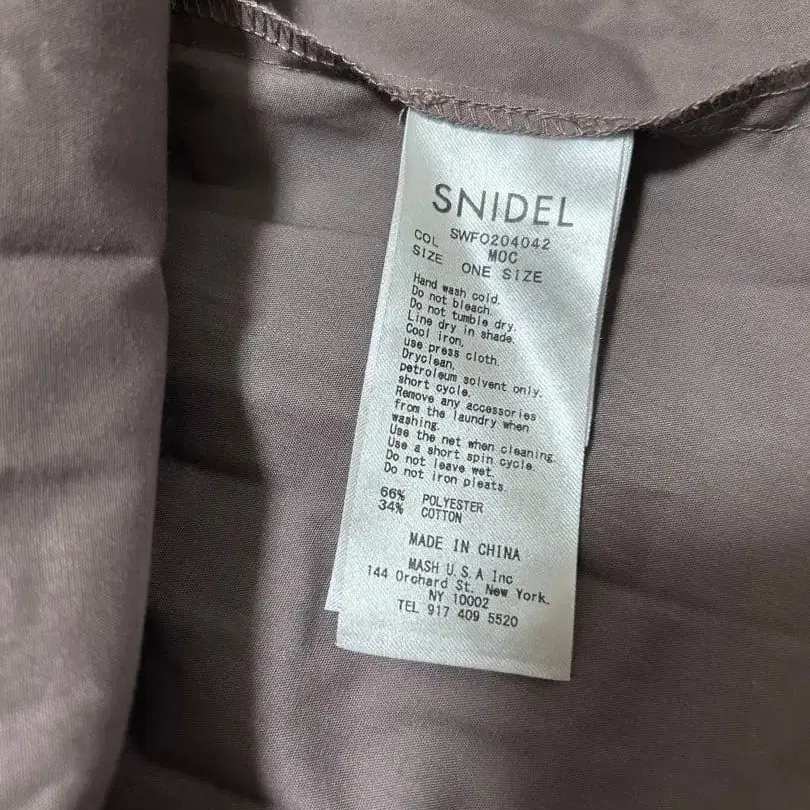 SNIDEL
SWFO204042
COL MOC
SIZE ONE SIZE
Hand wash cold.
Do not bleach.
Do not tumble dry.
Line dry in shade.
Cool iron.
use press cloth.
Dryclean.
petroleum solvent only.
short cycle.
Remove any accessories
from the laundry when
washing.
Use the net when cleaning.
Use a short spin cycle.
Do not leave wet.
Do not iron pleats.
66% POLYESTER
34% COTTON
MADE IN CHINA
MASH U.S.A Inc
144 Orchard St. New York.
NY 10002
TEL 917 409 5520